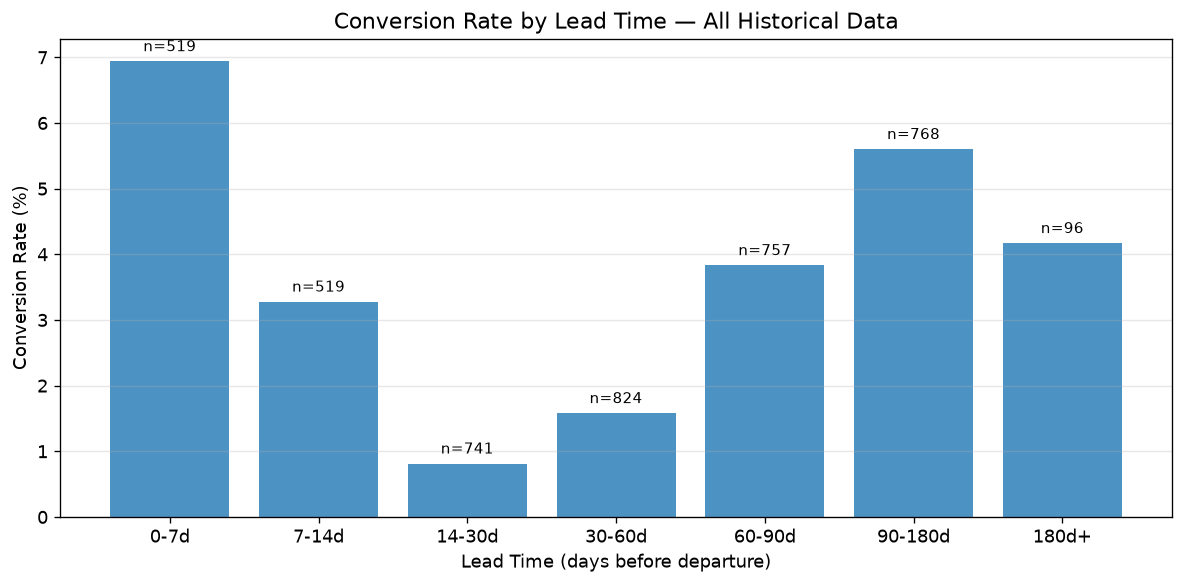 Conversion Rate by Lead Time — All Historical Data
Conversion Rate (%)
7
6
5
4
3
2
1
0
n=519
n=519
n=741
n=824
n=757
n=768
n=96
0-7d
7-14d
14-30d
30-60d
60-90d
90-180d
180d+
Lead Time (days before departure)